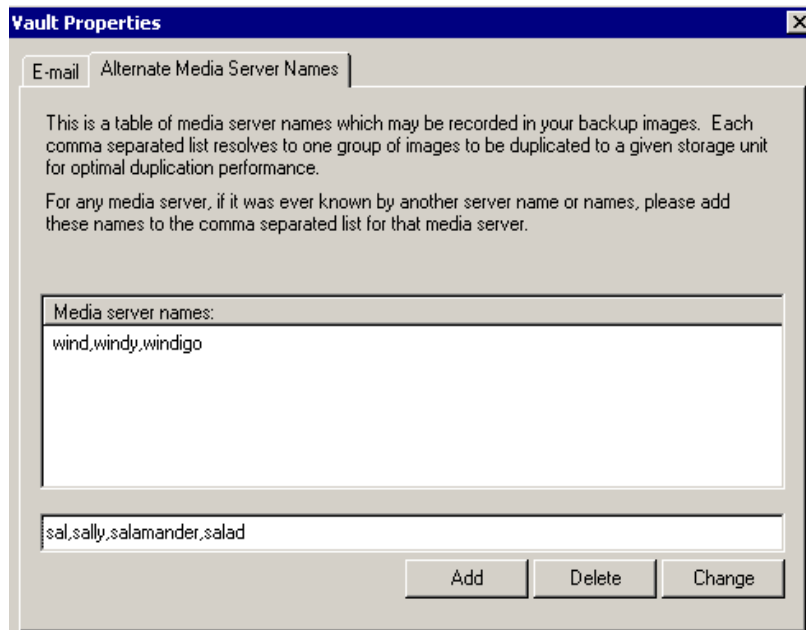 Vault Properties
E-mail
Alternate Media Server Names
This is a table of media server names which may be recorded in your backup images. Each
comma separated list resolves to one group of images to be duplicated to a given storage unit
for optimal duplication performance.
For any media server, if it was ever known by another server name or names, please add
these names to the comma separated list for that media server.
Media server names:
wind,windy,windigo
sal,sally,salamander,salad
Add
Delete
Change